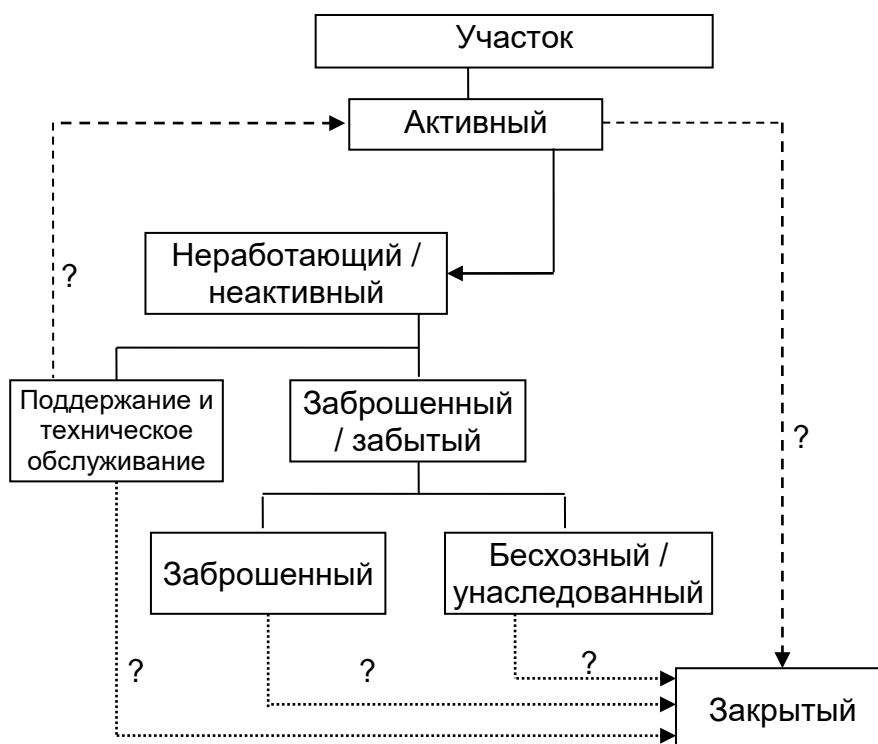 Участок
Активный
Неработающий /
неактивный
?
Поддержание и
техническое
обслуживание
Заброшенный
/ забытый
?
Заброшенный
Бесхозный /
унаследованный
?
?
?
Закрытый